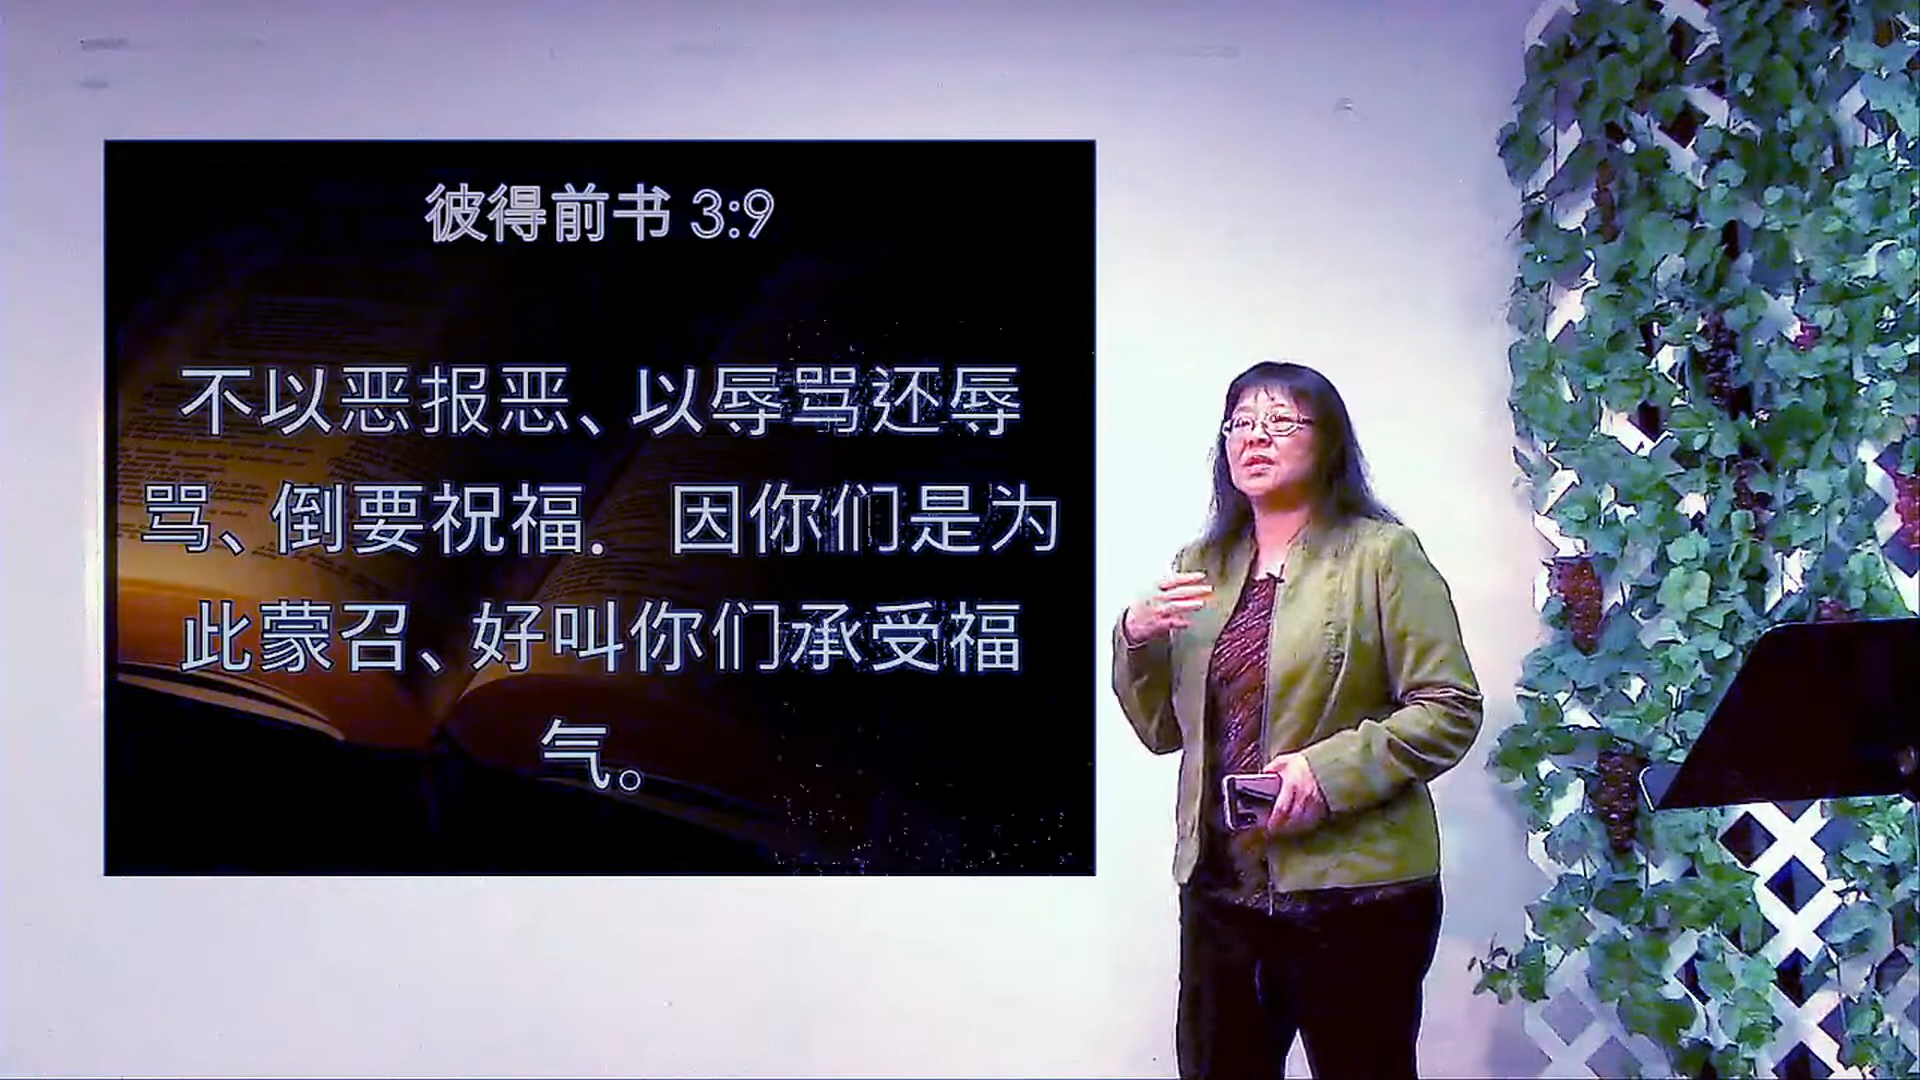 彼得前书 3:9
不以恶报恶、以辱骂还辱
骂、倒要祝福.  因你们是为
此蒙召、好叫你们承受福
气。